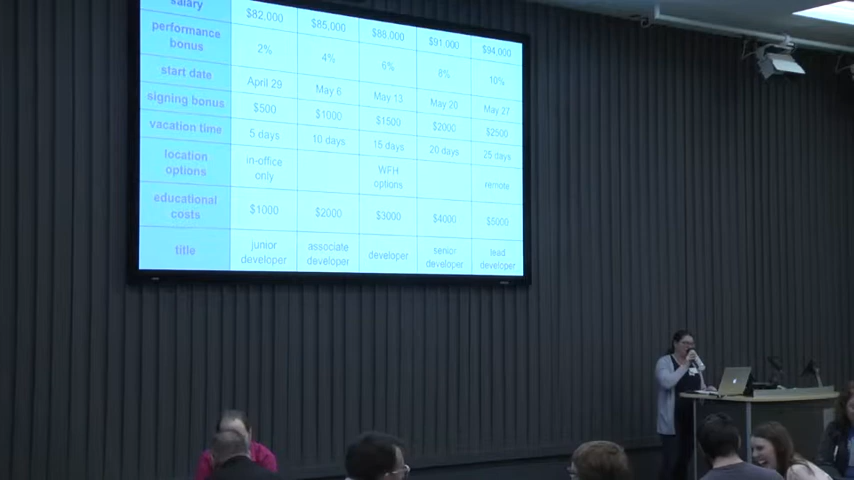 salary $82,000 $85,000 $88,000 $91,000 $94,000
performance bonus 2% 4% 6% 8% 10%
start date April 29 May 6 May 13 May 20 May 27
signing bonus $500 $1000 $1500 $2000 $2500
vacation time 5 days 10 days 15 days 20 days 25 days
location options in-office only WFH options remote
educational costs $1000 $2000 $3000 $4000 $5000
title junior developer associate developer developer senior developer lead developer